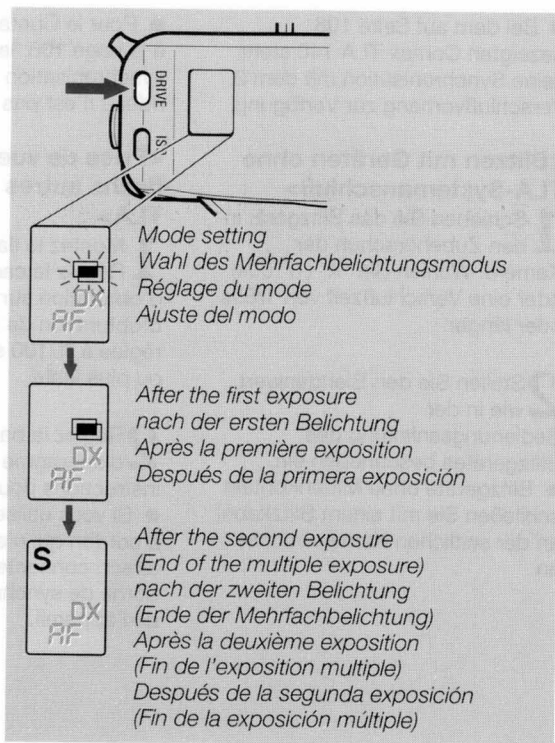 DRIVE
ISO
DX
AF
Mode setting
Wahl des Mehrfachbelichtungsmodus
Réglage du mode
Ajuste del modo
DX
AF
After the first exposure
nach der ersten Belichtung
Après la première exposition
Después de la primera exposición
S
DX
AF
After the second exposure
(End of the multiple exposure)
nach der zweiten Belichtung
(Ende der Mehrfachbelichtung)
Après la deuxième exposition
(Fin de l'exposition multiple)
Después de la segunda exposición
(Fin de la exposición múltiple)